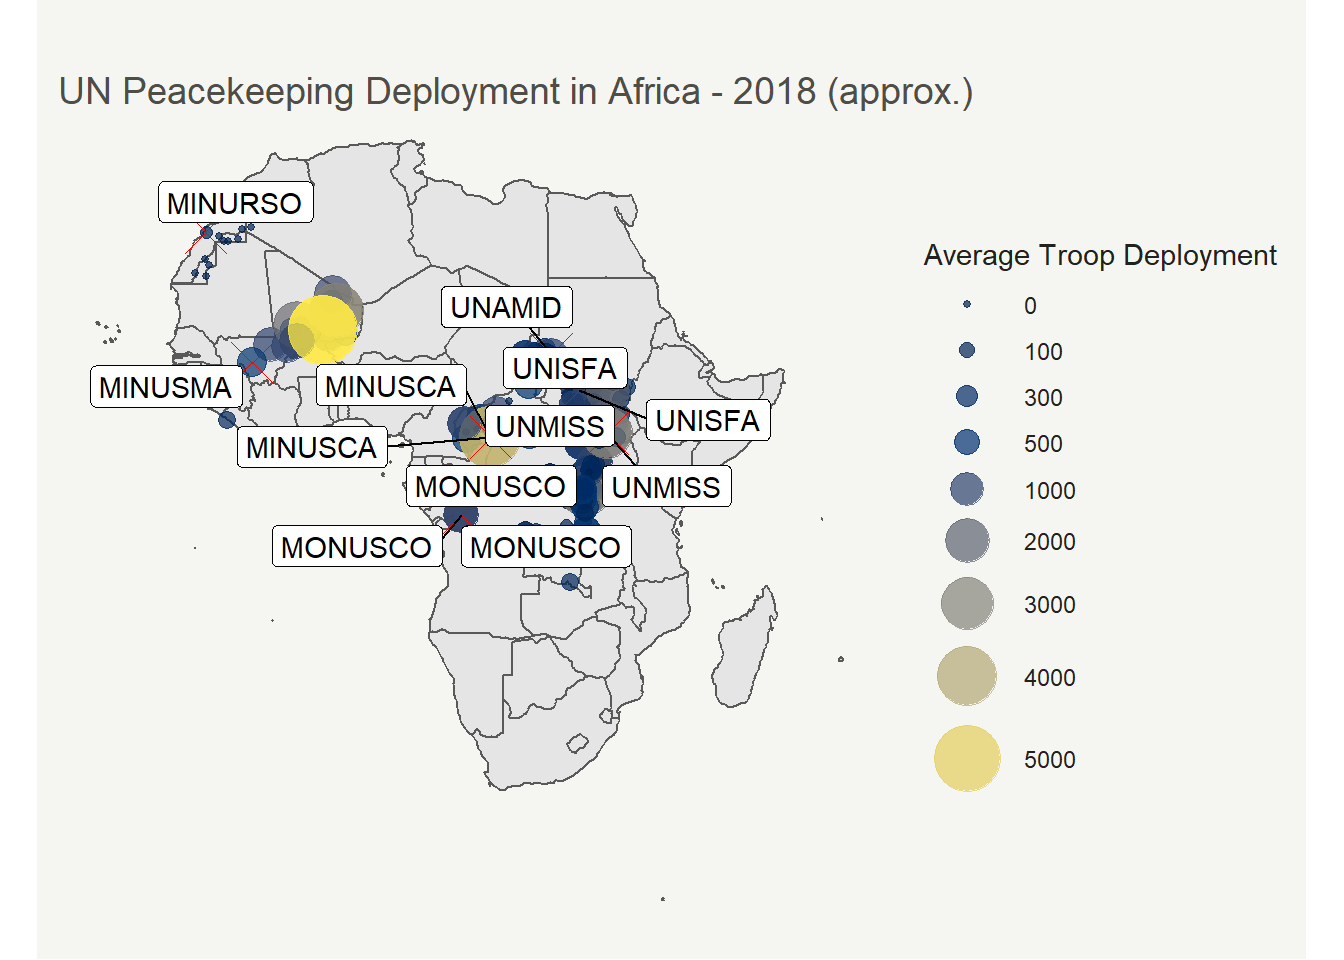 UN Peacekeeping Deployment in Africa - 2018 (approx.)
MINURSO
UNAMID
UNISFA
MINUSMA
MINUSCA
UNMISS
UNISFA
MINUSCA
MONUSCO
UNMISS
MONUSCO
MONUSCO
Average Troop Deployment
0
100
300
500
1000
2000
3000
4000
5000